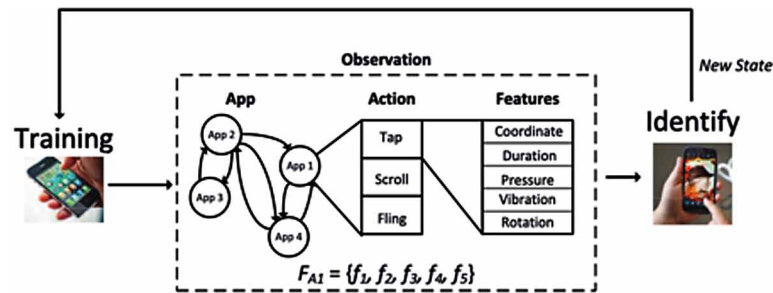 Observation
New State
App
Action
Features
Training
Identify
App 2
App 1
App 3
App 4
Tap
Scroll
Fling
Coordinate
Duration
Pressure
Vibration
Rotation
F_A1 = {f₁, f₂, f₃, f₄, f₅}